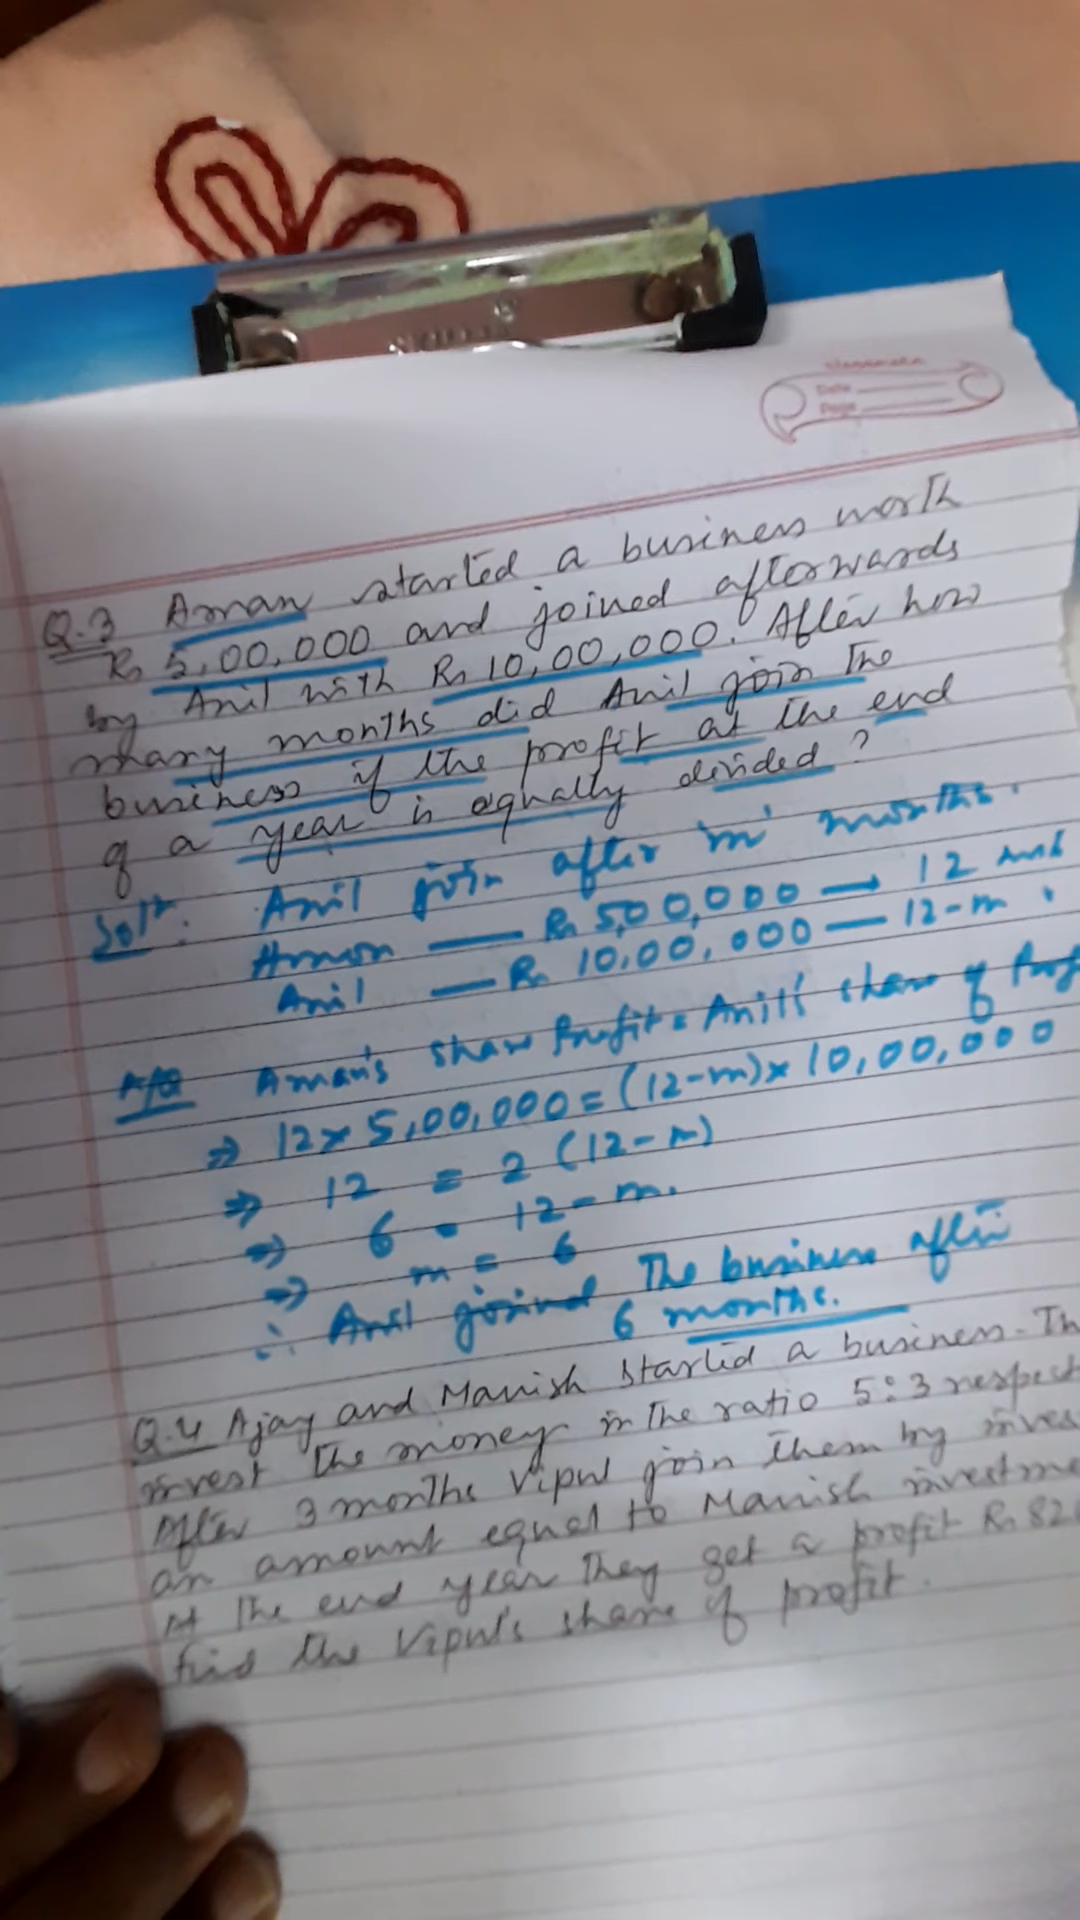 classmate
Date
Page
Q.3 Aman started a business worth
Rs 5,00,000 and joined afterwards
by Anil with Rs 10,00,000. After how
many months did Anil join the
business if the profit at the end
of a year is equally devided ?
Solⁿ. Anil join after 'm' months.
Aman — Rs 5,00,000 → 12
Anil — Rs 10,00,000 — 12-m
A/Q Aman's share Profit = Anil's share of Prof
⇒ 12 × 5,00,000 = (12-m) × 10,00,000
⇒ 12 = 2 (12-m)
⇒ 6 = 12-m.
⇒ m = 6
∴ Anil joined The business after
6 months.
Q.4 Ajay and Manish started a business. Th
invest the money in the ratio 5:3 respect
After 3 months Vipul join them by inves
an amount equal to Manish investme
At the end year they get a profit Rs 82
find the Vipul's share of profit.